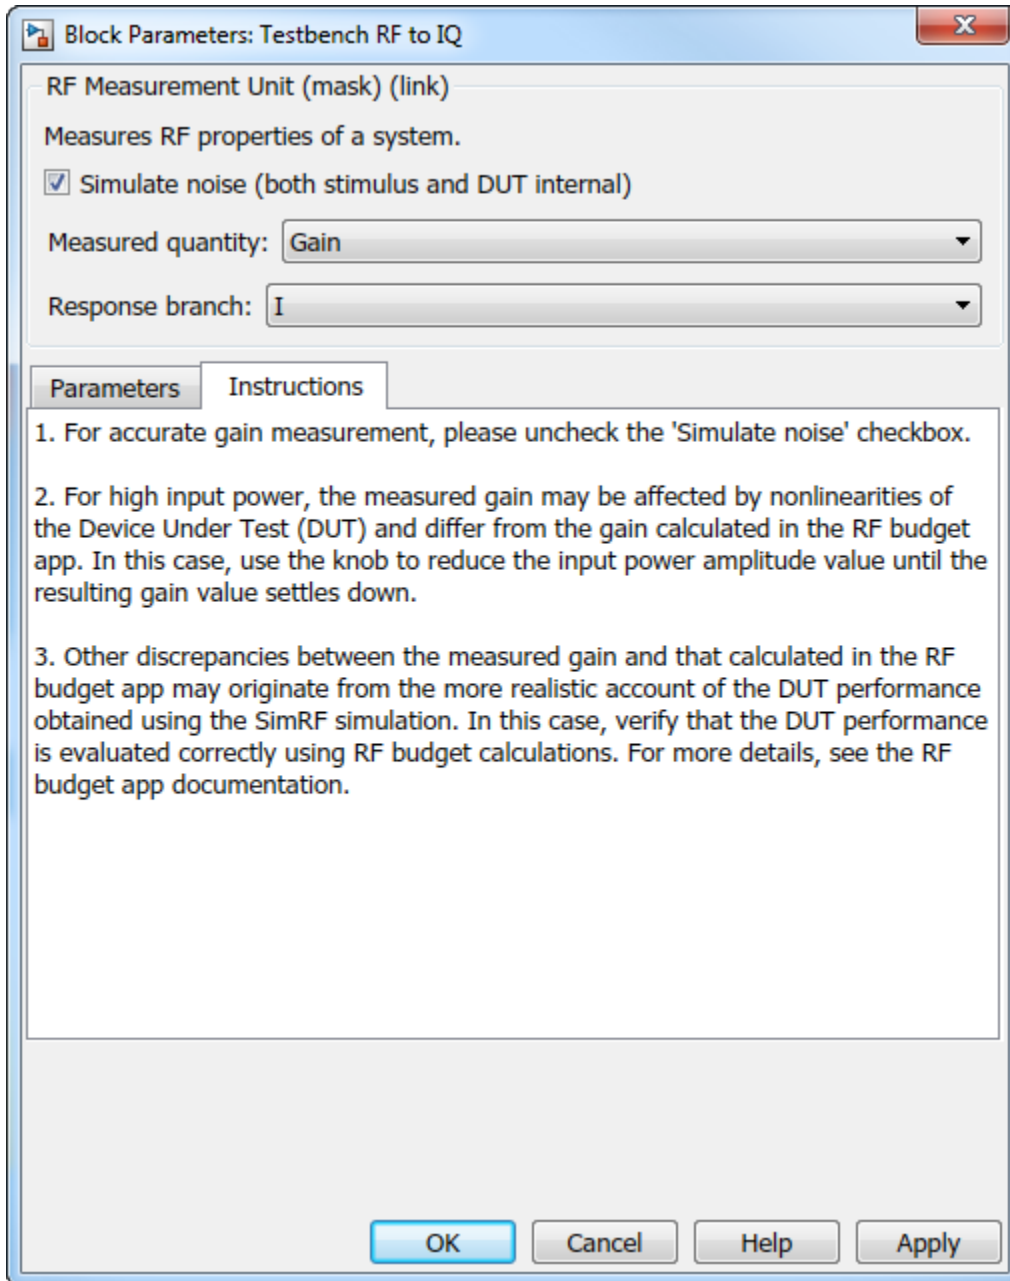 Block Parameters: Testbench RF to IQ
RF Measurement Unit (mask) (link)
Measures RF properties of a system.
Simulate noise (both stimulus and DUT internal)
Measured quantity: Gain
Response branch: I
Parameters Instructions
1. For accurate gain measurement, please uncheck the 'Simulate noise' checkbox.
2. For high input power, the measured gain may be affected by nonlinearities of
the Device Under Test (DUT) and differ from the gain calculated in the RF budget
app. In this case, use the knob to reduce the input power amplitude value until the
resulting gain value settles down.
3. Other discrepancies between the measured gain and that calculated in the RF
budget app may originate from the more realistic account of the DUT performance
obtained using the SimRF simulation. In this case, verify that the DUT performance
is evaluated correctly using RF budget calculations. For more details, see the RF
budget app documentation.
OK Cancel Help Apply